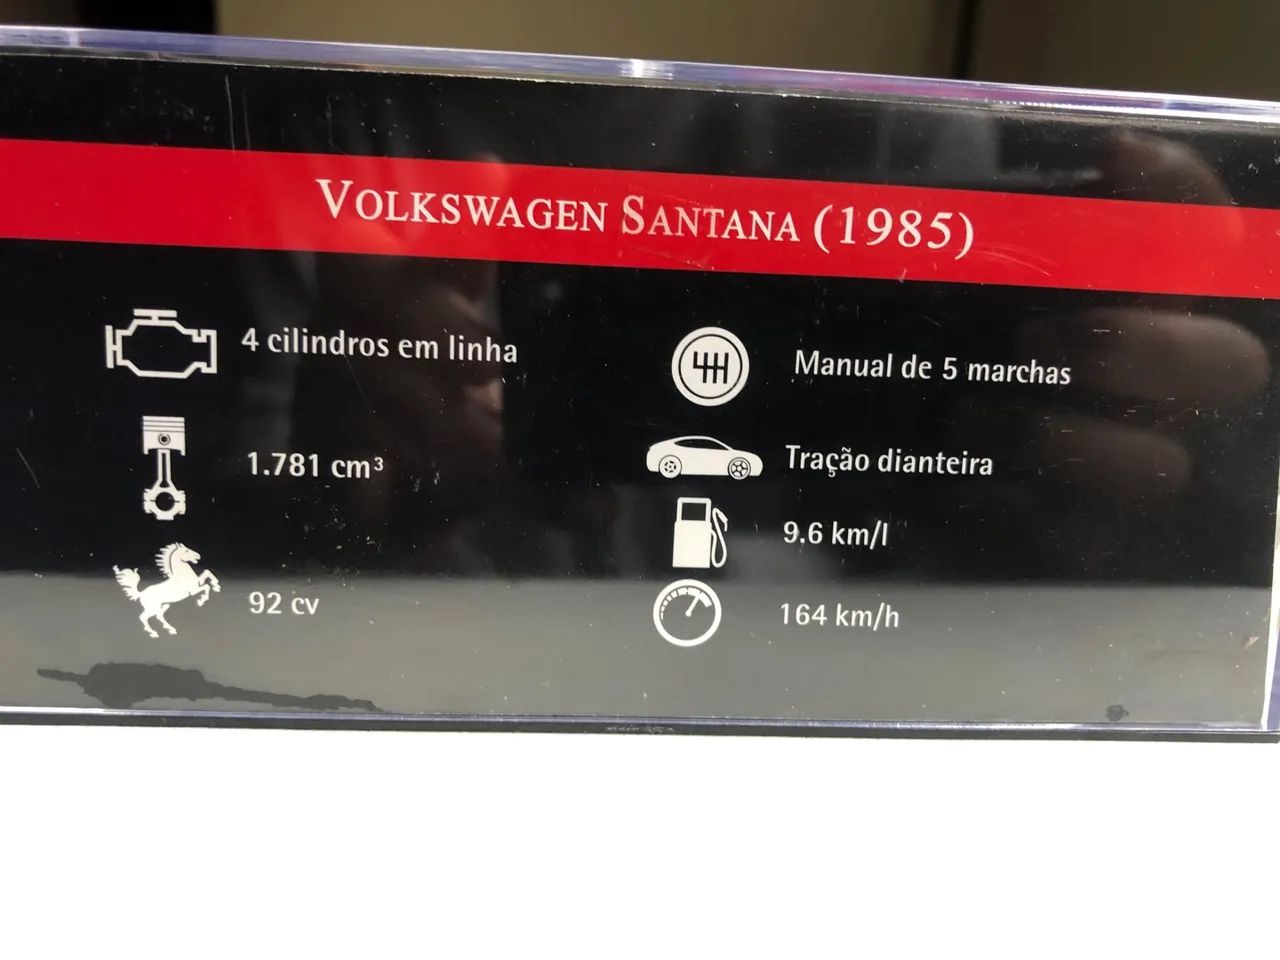 VOLKSWAGEN SANTANA (1985)
4 cilindros em linha
1.781 cm³
92 cv
Manual de 5 marchas
Tração dianteira
9.6 km/l
164 km/h